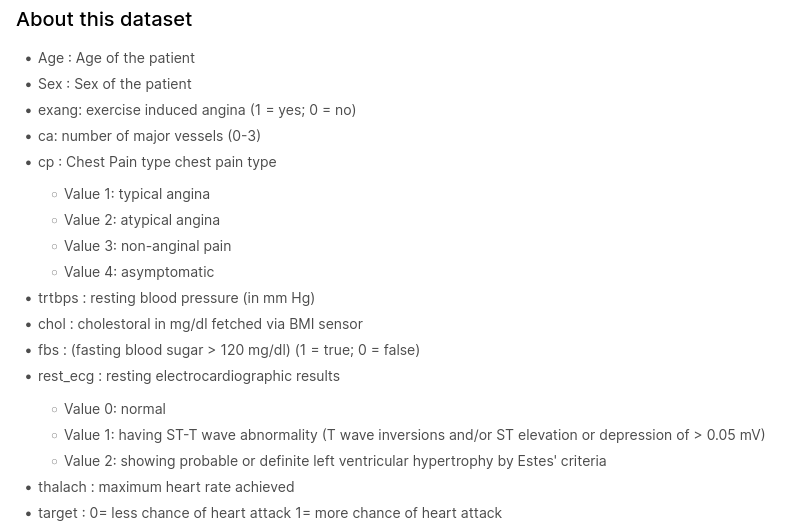 About this dataset
• Age : Age of the patient
• Sex : Sex of the patient
• exang: exercise induced angina (1 = yes; 0 = no)
• ca: number of major vessels (0-3)
• cp : Chest Pain type chest pain type
○ Value 1: typical angina
○ Value 2: atypical angina
○ Value 3: non-anginal pain
○ Value 4: asymptomatic
• trtbps : resting blood pressure (in mm Hg)
• chol : cholestoral in mg/dl fetched via BMI sensor
• fbs : (fasting blood sugar > 120 mg/dl) (1 = true; 0 = false)
• rest_ecg : resting electrocardiographic results
○ Value 0: normal
○ Value 1: having ST-T wave abnormality (T wave inversions and/or ST elevation or depression of > 0.05 mV)
○ Value 2: showing probable or definite left ventricular hypertrophy by Estes' criteria
• thalach : maximum heart rate achieved
• target : 0= less chance of heart attack 1= more chance of heart attack